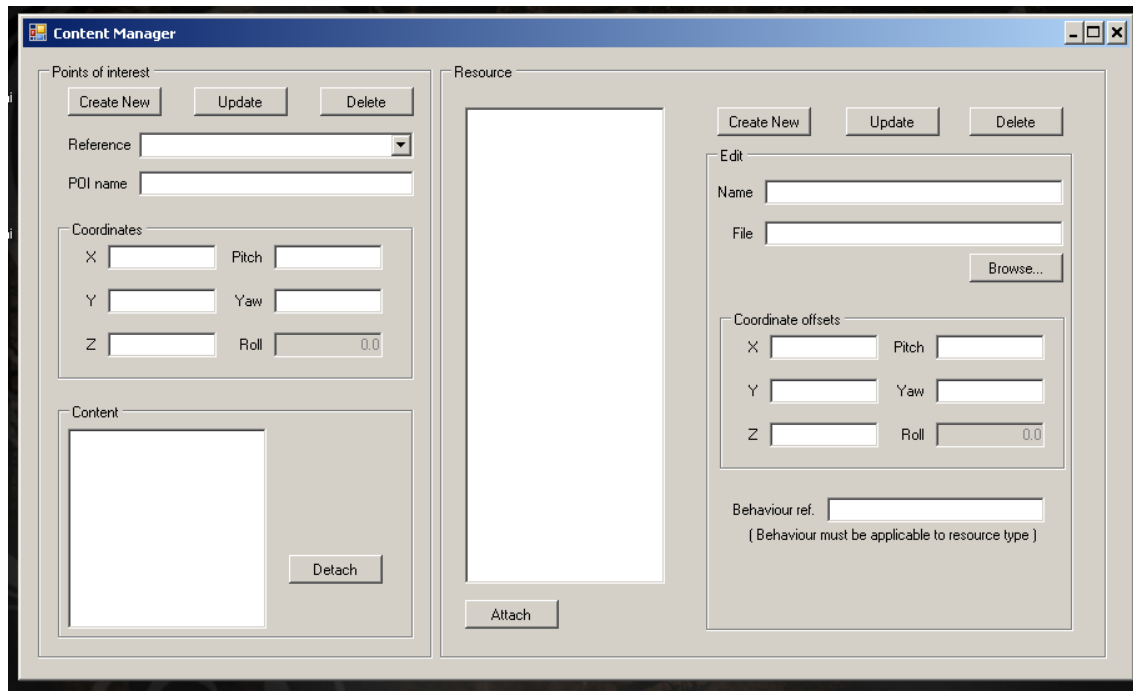 Content Manager
Points of interest
Create New Update Delete
Reference
POI name
Coordinates
X Pitch
Y Yaw
Z Roll 0.0
Content
Detach
Resource
Attach
Create New Update Delete
Edit
Name
File
Browse...
Coordinate offsets
X Pitch
Y Yaw
Z Roll 0.0
Behaviour ref.
( Behaviour must be applicable to resource type )